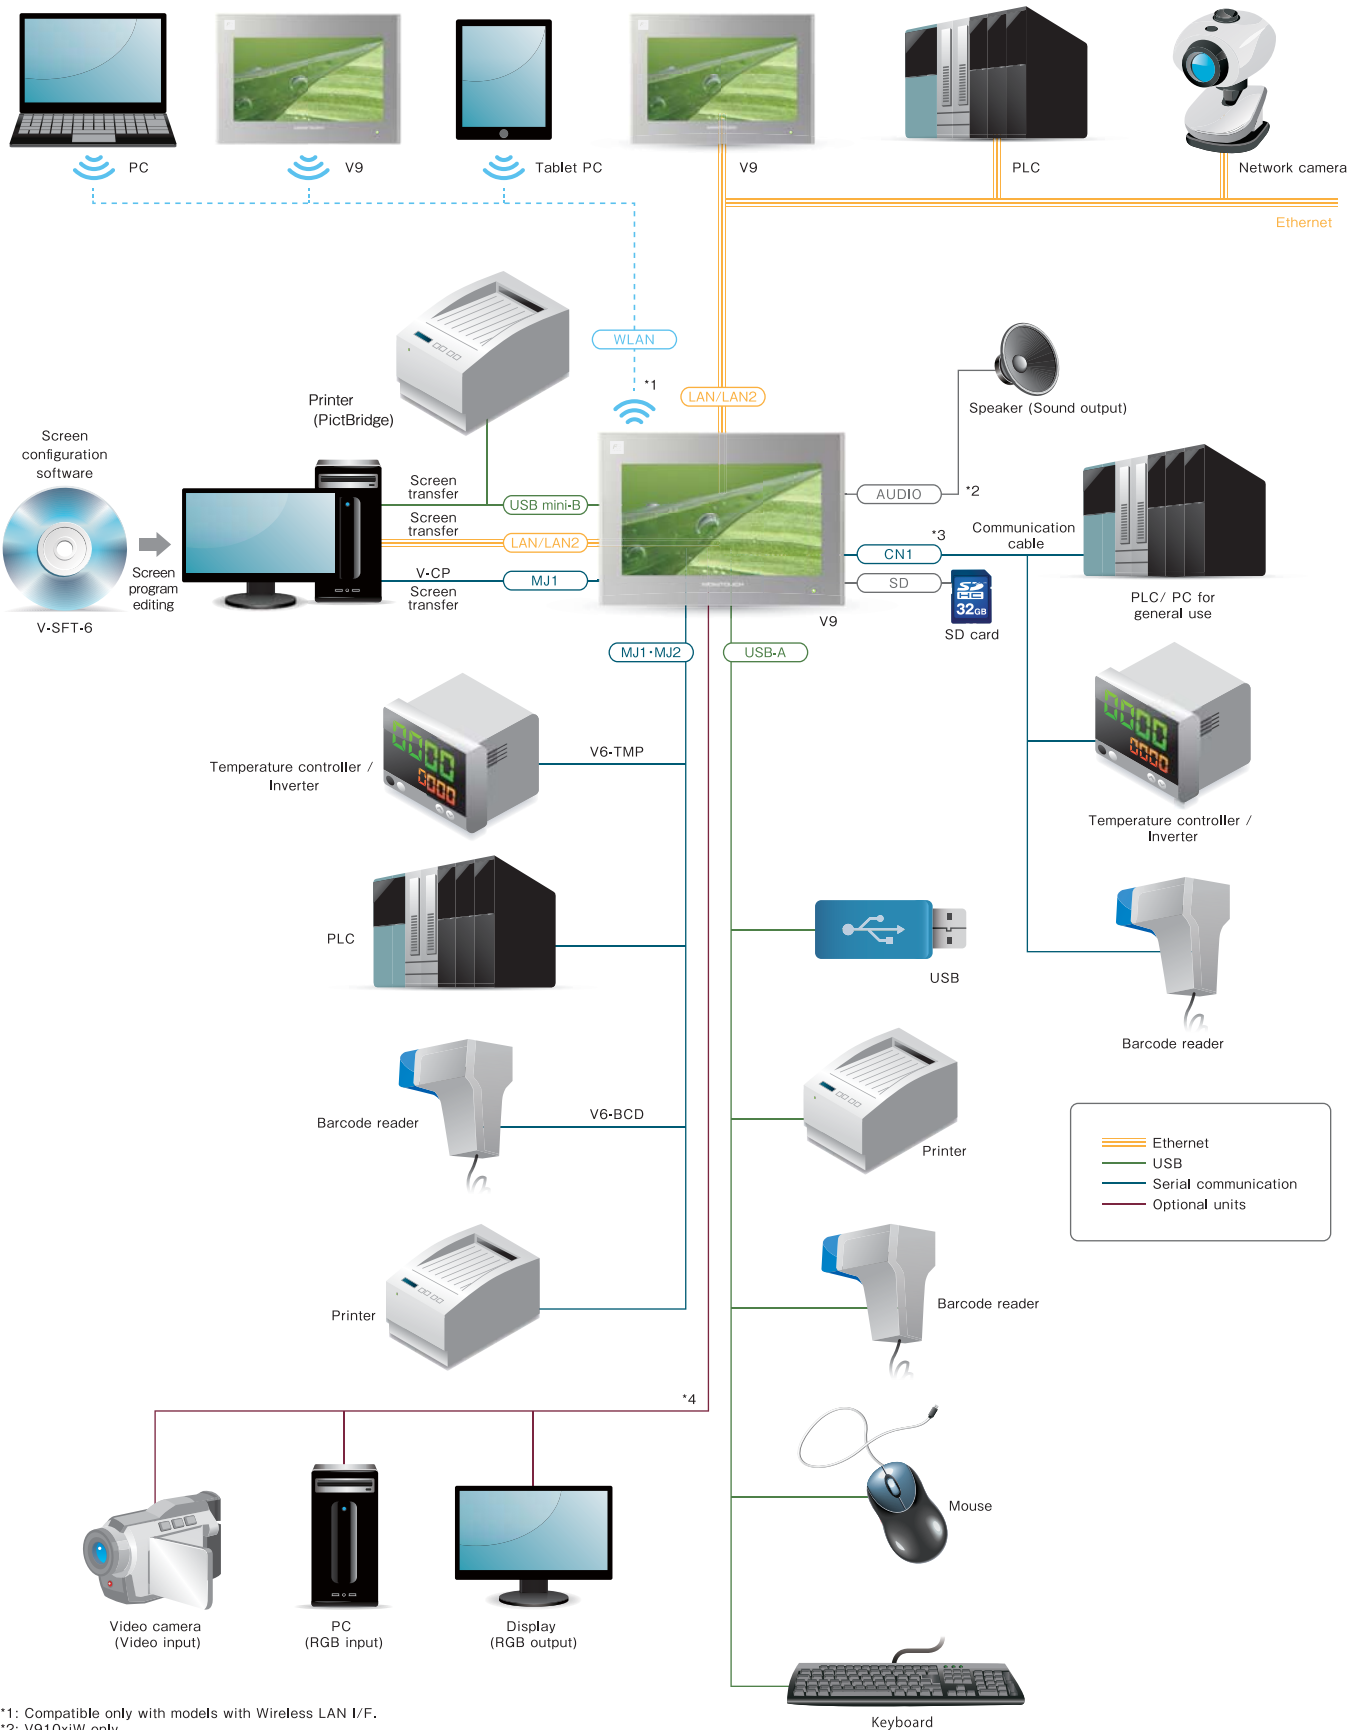 PC
V9
Tablet PC
V9
PLC
Network camera
Ethernet
WLAN
*1
LAN/LAN2
Printer
(PictBridge)
Speaker (Sound output)
Screen
configuration
software
Screen
transfer
USB mini-B
AUDIO
*2
Screen
transfer
LAN/LAN2
*3
CN1
Communication
cable
Screen
program
editing
V-CP
Screen
transfer
MJ1
SD
32GB
SD card
PLC/ PC for
general use
V-SFT-6
V9
MJ1・MJ2
USB-A
V6-TMP
Temperature controller /
Inverter
Temperature controller /
Inverter
PLC
USB
Barcode reader
V6-BCD
Barcode reader
Printer
Ethernet
USB
Serial communication
Optional units
Printer
Barcode reader
*4
Mouse
Video camera
(Video input)
PC
(RGB input)
Display
(RGB output)
Keyboard
*1: Compatible only with models with Wireless LAN I/F.
*2: V910xiW only